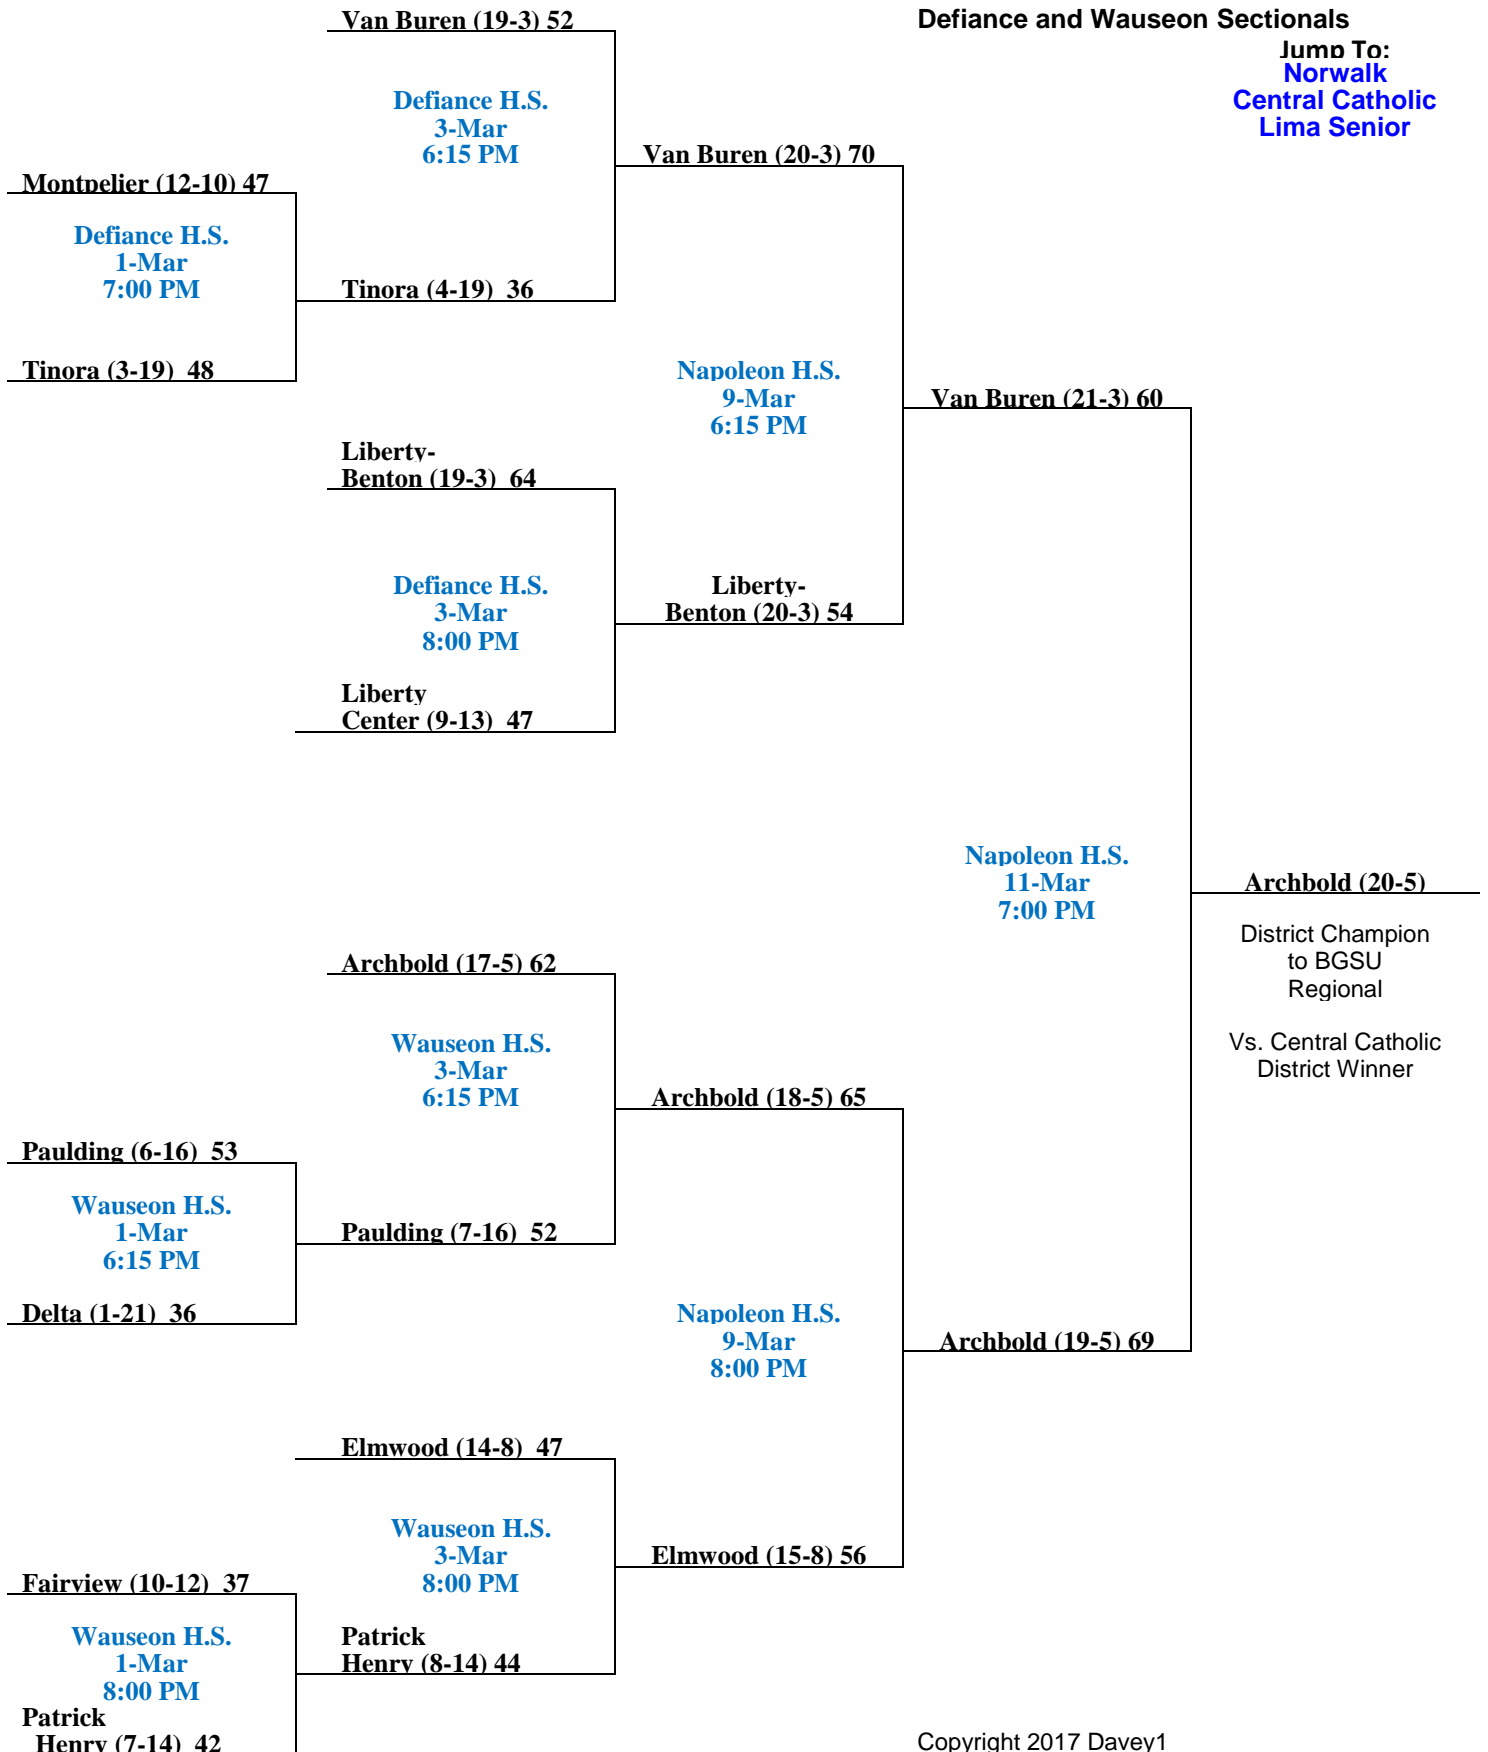 Van Buren (19-3) 52
Defiance and Wauseon Sectionals
Jump To:
Norwalk
Central Catholic
Lima Senior
Defiance H.S.
3-Mar
6:15 PM
Van Buren (20-3) 70
Montpelier (12-10) 47
Defiance H.S.
1-Mar
7:00 PM
Tinora (4-19) 36
Tinora (3-19) 48
Napoleon H.S.
9-Mar
6:15 PM
Van Buren (21-3) 60
Liberty-
Benton (19-3) 64
Defiance H.S.
3-Mar
8:00 PM
Liberty-
Benton (20-3) 54
Liberty
Center (9-13) 47
Napoleon H.S.
11-Mar
7:00 PM
Archbold (20-5)
District Champion
to BGSU
Regional
Vs. Central Catholic
District Winner
Archbold (17-5) 62
Wauseon H.S.
3-Mar
6:15 PM
Archbold (18-5) 65
Paulding (6-16) 53
Wauseon H.S.
1-Mar
6:15 PM
Paulding (7-16) 52
Delta (1-21) 36
Napoleon H.S.
9-Mar
8:00 PM
Archbold (19-5) 69
Elmwood (14-8) 47
Wauseon H.S.
3-Mar
8:00 PM
Elmwood (15-8) 56
Fairview (10-12) 37
Wauseon H.S.
1-Mar
8:00 PM
Patrick
Henry (8-14) 44
Patrick
Henry (7-14) 42
Copyright 2017 Davey1